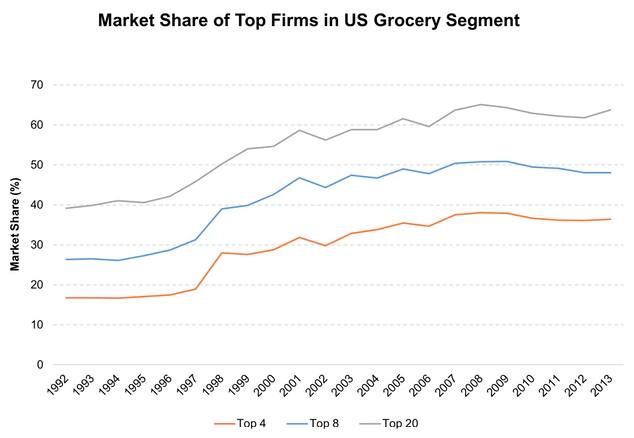 Market Share of Top Firms in US Grocery Segment
Market Share (%)
70
60
50
40
30
20
10
0
1992 1993 1994 1995 1996 1997 1998 1999 2000 2001 2002 2003 2004 2005 2006 2007 2008 2009 2010 2011 2012 2013
Top 4 Top 8 Top 20